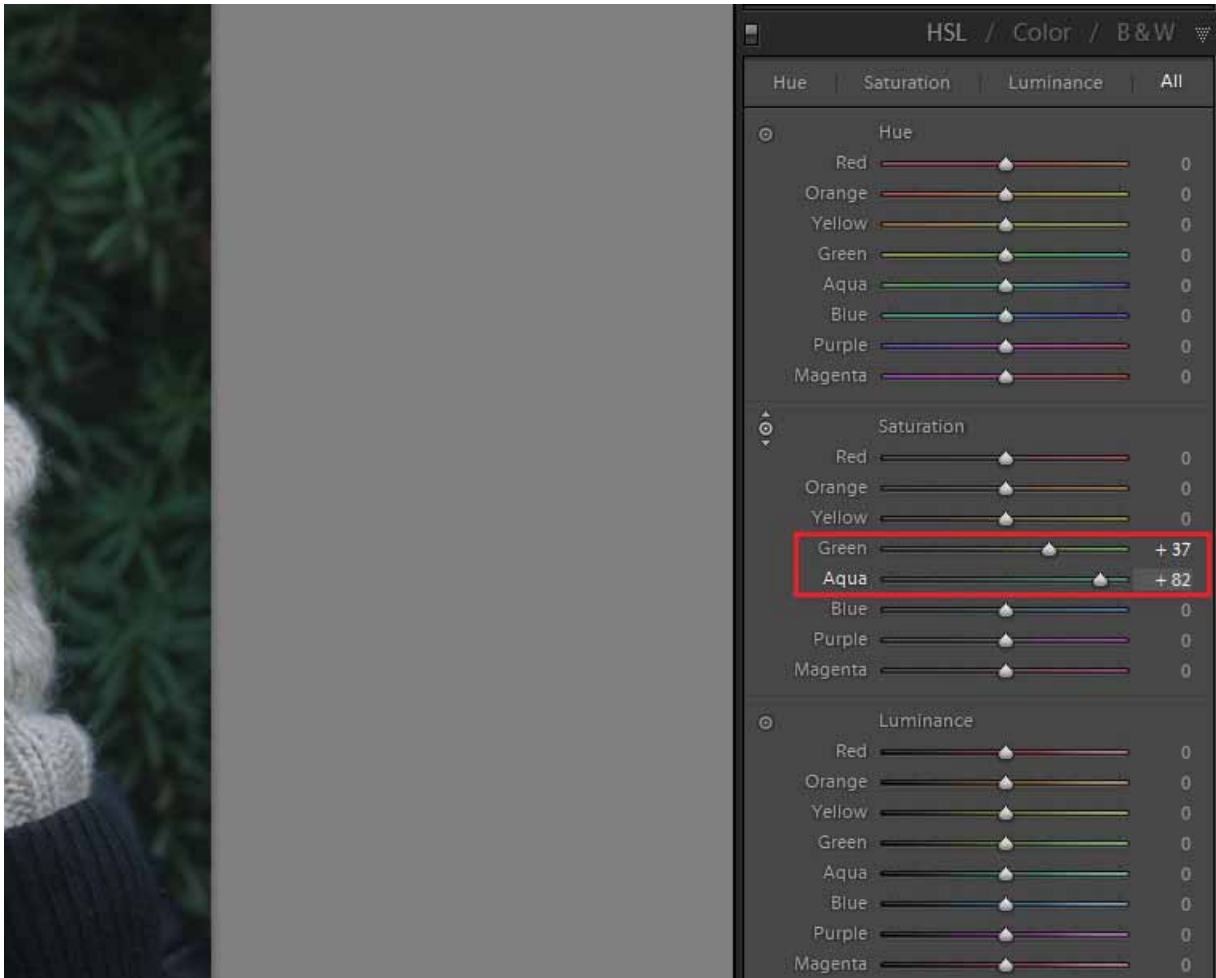 HSL / Color / B & W
Hue Saturation Luminance All
Hue
Red 0
Orange 0
Yellow 0
Green 0
Aqua 0
Blue 0
Purple 0
Magenta 0
Saturation
Red 0
Orange 0
Yellow 0
Green + 37
Aqua + 82
Blue 0
Purple 0
Magenta 0
Luminance
Red 0
Orange 0
Yellow 0
Green 0
Aqua 0
Blue 0
Purple 0
Magenta 0